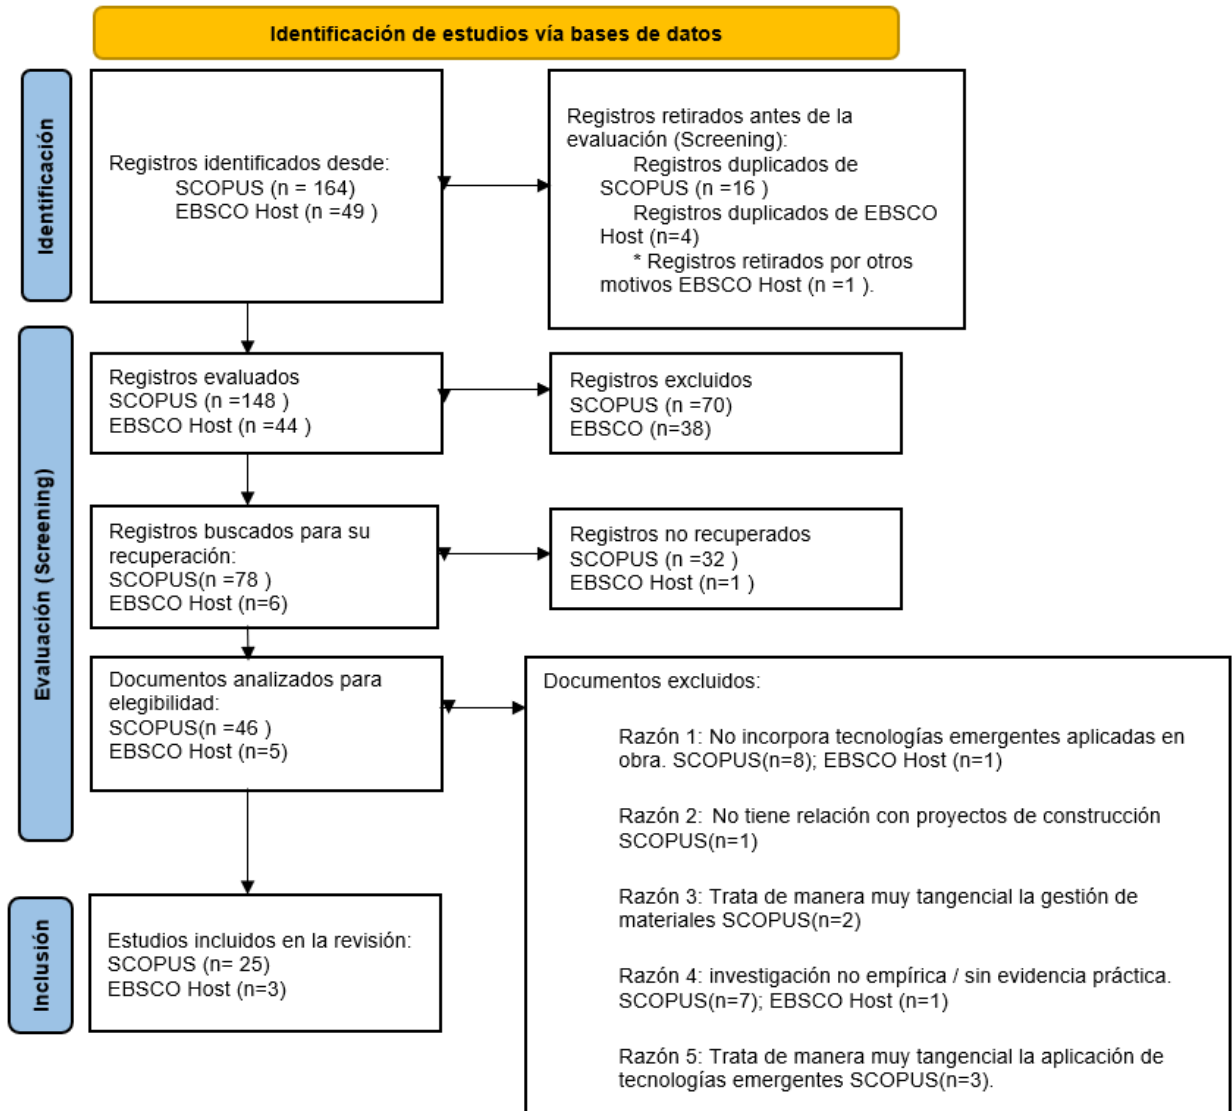 Identificación de estudios vía bases de datos
Identificación
Registros identificados desde:
SCOPUS (n = 164)
EBSCO Host (n =49 )
Registros retirados antes de la
evaluación (Screening):
Registros duplicados de
SCOPUS (n =16 )
Registros duplicados de EBSCO
Host (n=4)
* Registros retirados por otros
motivos EBSCO Host (n =1 ).
Evaluación (Screening)
Registros evaluados
SCOPUS (n =148 )
EBSCO Host (n =44 )
Registros excluidos
SCOPUS (n =70)
EBSCO (n=38)
Registros buscados para su
recuperación:
SCOPUS(n =78 )
EBSCO Host (n=6)
Registros no recuperados
SCOPUS (n =32 )
EBSCO Host (n=1 )
Documentos analizados para
elegibilidad:
SCOPUS(n =46 )
EBSCO Host (n=5)
Documentos excluidos:
Razón 1: No incorpora tecnologías emergentes aplicadas en
obra. SCOPUS(n=8); EBSCO Host (n=1)
Razón 2: No tiene relación con proyectos de construcción
SCOPUS(n=1)
Razón 3: Trata de manera muy tangencial la gestión de
materiales SCOPUS(n=2)
Razón 4: investigación no empírica / sin evidencia práctica.
SCOPUS(n=7); EBSCO Host (n=1)
Razón 5: Trata de manera muy tangencial la aplicación de
tecnologías emergentes SCOPUS(n=3).
Inclusión
Estudios incluidos en la revisión:
SCOPUS (n= 25)
EBSCO Host (n=3)